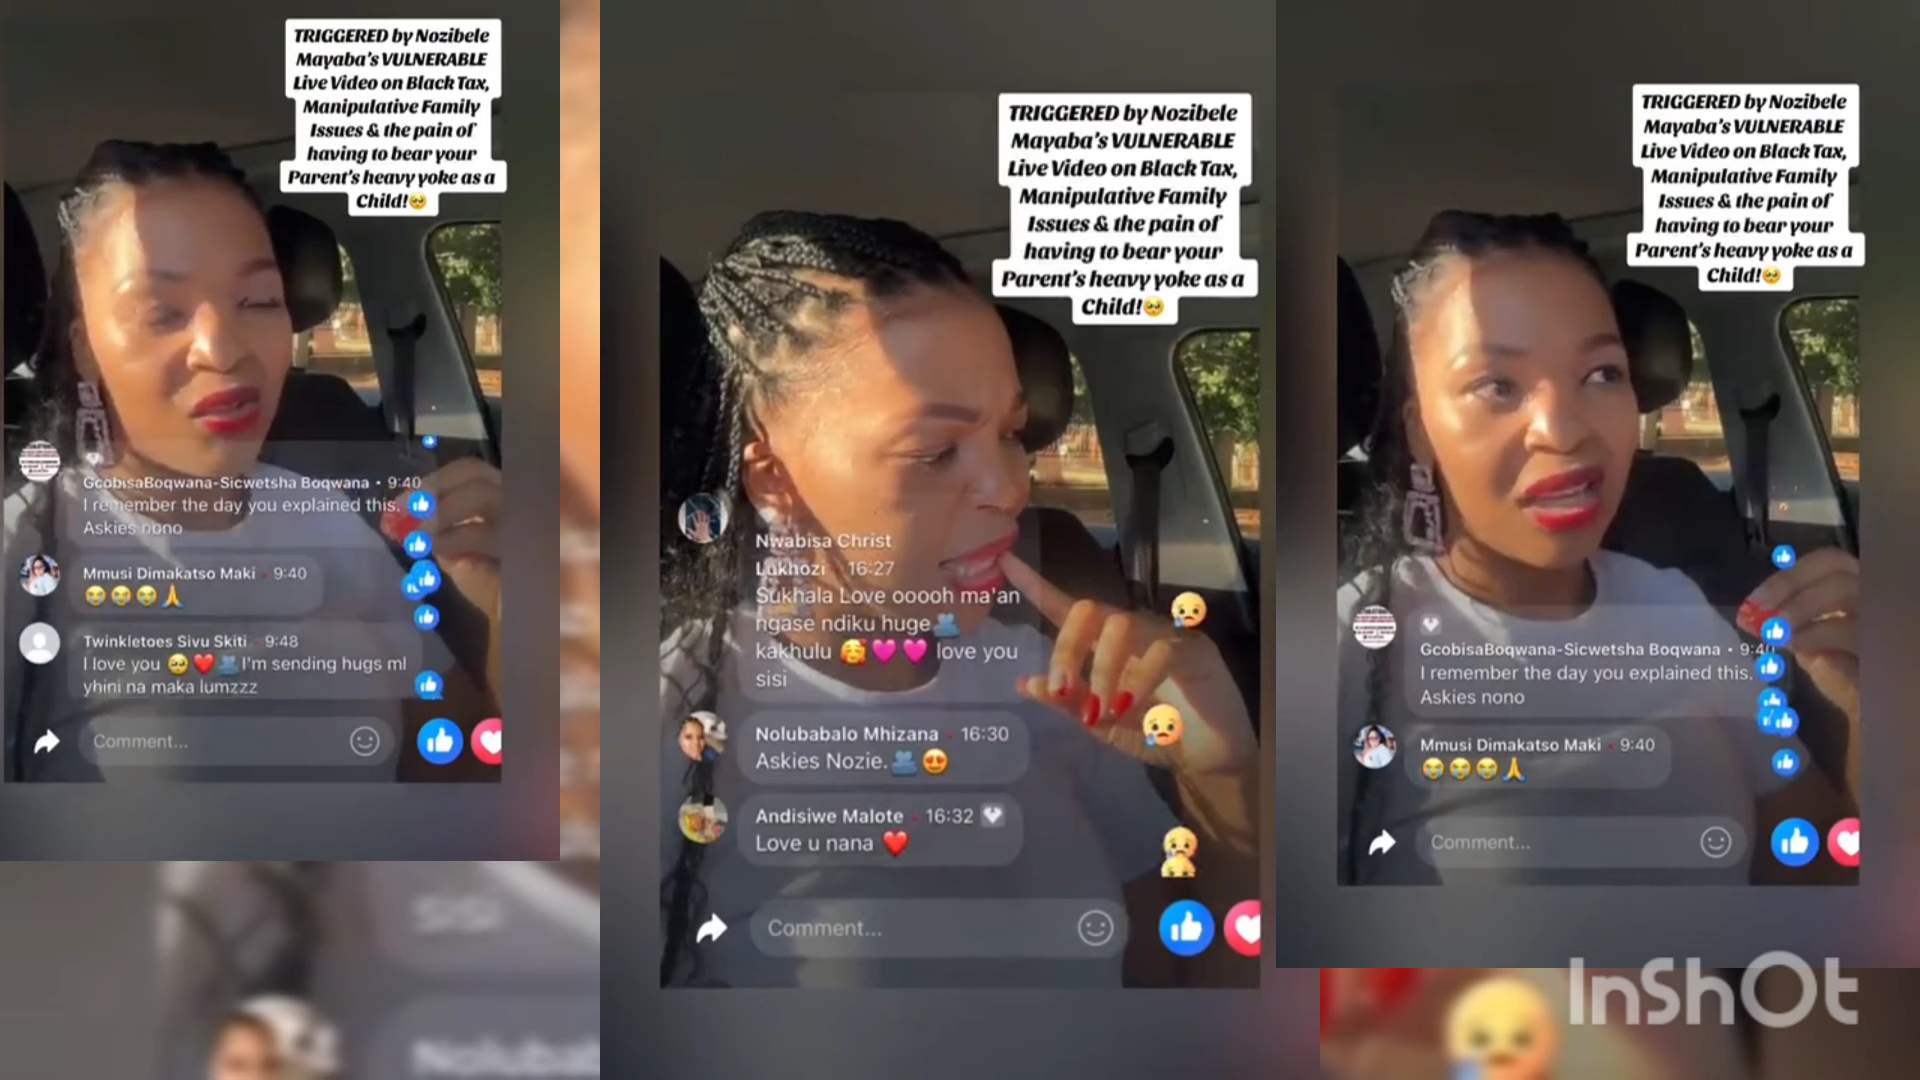 TRIGGERED by Nozibele
Mayaba's VULNERABLE
Live Video on Black Tax,
Manipulative Family
Issues & the pain of
having to bear your
Parent's heavy yoke as a
Child!🥺
GcobisaBoqwana-Sicwetsha Boqwana • 9:40
I remember the day you explained this.
Askies nono
Mmusi Dimakatso Maki • 9:40
😭😭😭🙏
Twinkletoes Sivu Skiti • 9:48
I love you 🥺❤️🫂 I'm sending hugs ml
yhini na maka lumzzz
Comment...
TRIGGERED by Nozibele
Mayaba's VULNERABLE
Live Video on Black Tax,
Manipulative Family
Issues & the pain of
having to bear your
Parent's heavy yoke as a
Child!🥺
Nwabisa Christ
Lukhozi • 16:27
Sukhala Love ooooh ma'an
ngase ndiku huge🫂
kakhulu 🥰💗💗 love you
sisi
Nolubabalo Mhizana • 16:30
Askies Nozie.🫂😍
Andisiwe Malote • 16:32
Love u nana ❤️
Comment...
TRIGGERED by Nozibele
Mayaba's VULNERABLE
Live Video on Black Tax,
Manipulative Family
Issues & the pain of
having to bear your
Parent's heavy yoke as a
Child!🥺
GcobisaBoqwana-Sicwetsha Boqwana • 9:40
I remember the day you explained this.
Askies nono
Mmusi Dimakatso Maki • 9:40
😭😭😭🙏
Comment...
sisi
Nolubab
InShOt